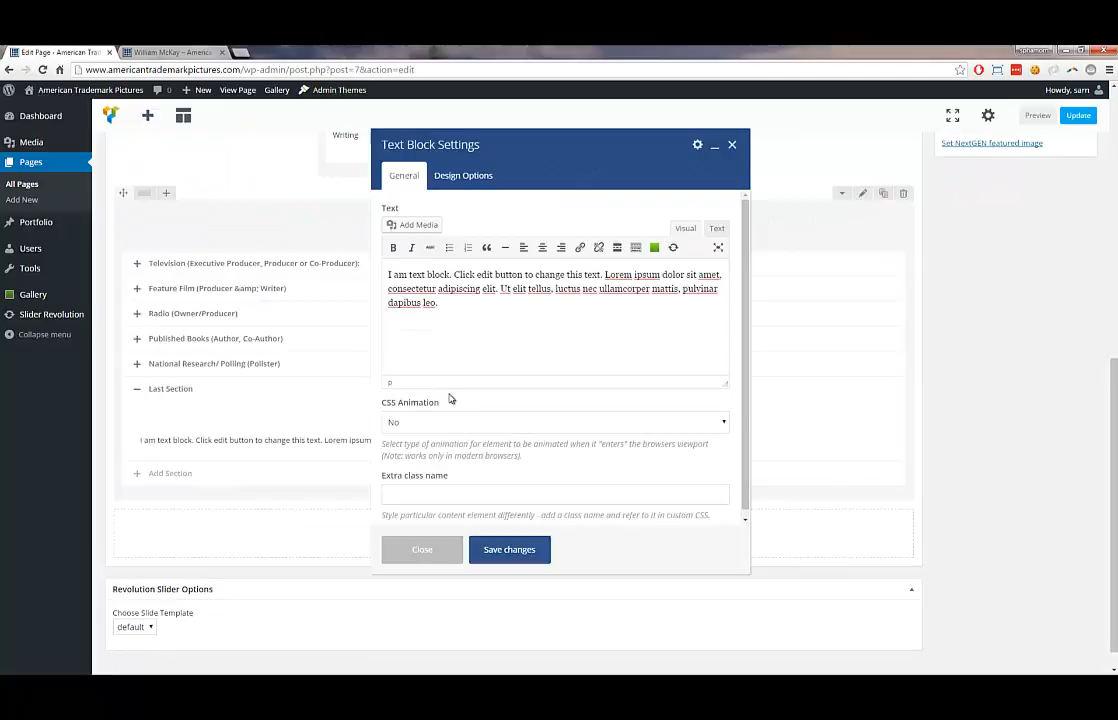 Edit Page - American Trad
William McKay – America
www.americantrademarkpictures.com/wp-admin/post.php?post=7&action=edit
American Trademark Pictures
0
New
View Page
Gallery
Admin Themes
Howdy, sarn
Dashboard
Media
Pages
All Pages
Add New
Portfolio
Users
Tools
Gallery
Slider Revolution
Collapse menu
Preview
Update
Set NextGEN featured image
Writing
Television (Executive Producer, Producer or Co-Producer):
Feature Film (Producer &amp; Writer)
Radio (Owner/Producer)
Published Books (Author, Co-Author)
National Research/ Polling (Pollster)
Last Section
I am text block. Click edit button to change this text. Lorem ipsum
Add Section
Text Block Settings
General
Design Options
Text
Add Media
Visual
Text
B I ABC
I am text block. Click edit button to change this text. Lorem ipsum dolor sit amet,
consectetur adipiscing elit. Ut elit tellus, luctus nec ullamcorper mattis, pulvinar
dapibus leo.
p
CSS Animation
No
Select type of animation for element to be animated when it "enters" the browsers viewport
(Note: works only in modern browsers).
Extra class name
Style particular content element differently - add a class name and refer to it in custom CSS.
Close
Save changes
Revolution Slider Options
Choose Slide Template
default